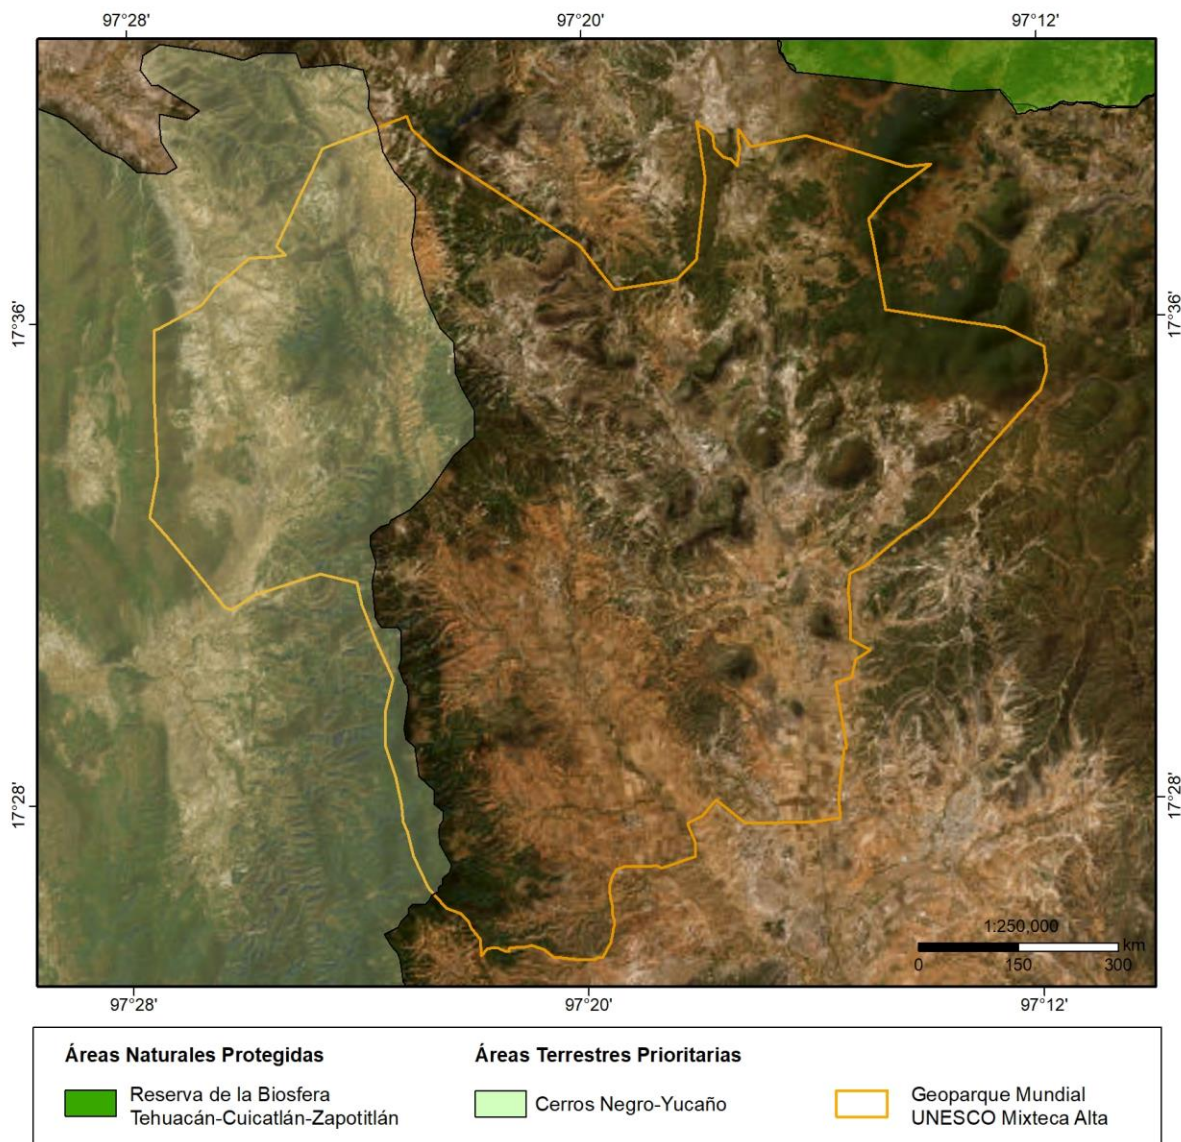 97°28'
97°20'
97°12'
17°36'
17°36'
17°28'
17°28'
1:250,000
km
0
150
300
97°28'
97°20'
97°12'
Áreas Naturales Protegidas
Reserva de la Biosfera
Tehuacán-Cuicatlán-Zapotitlán
Áreas Terrestres Prioritarias
Cerros Negro-Yucaño
Geoparque Mundial
UNESCO Mixteca Alta